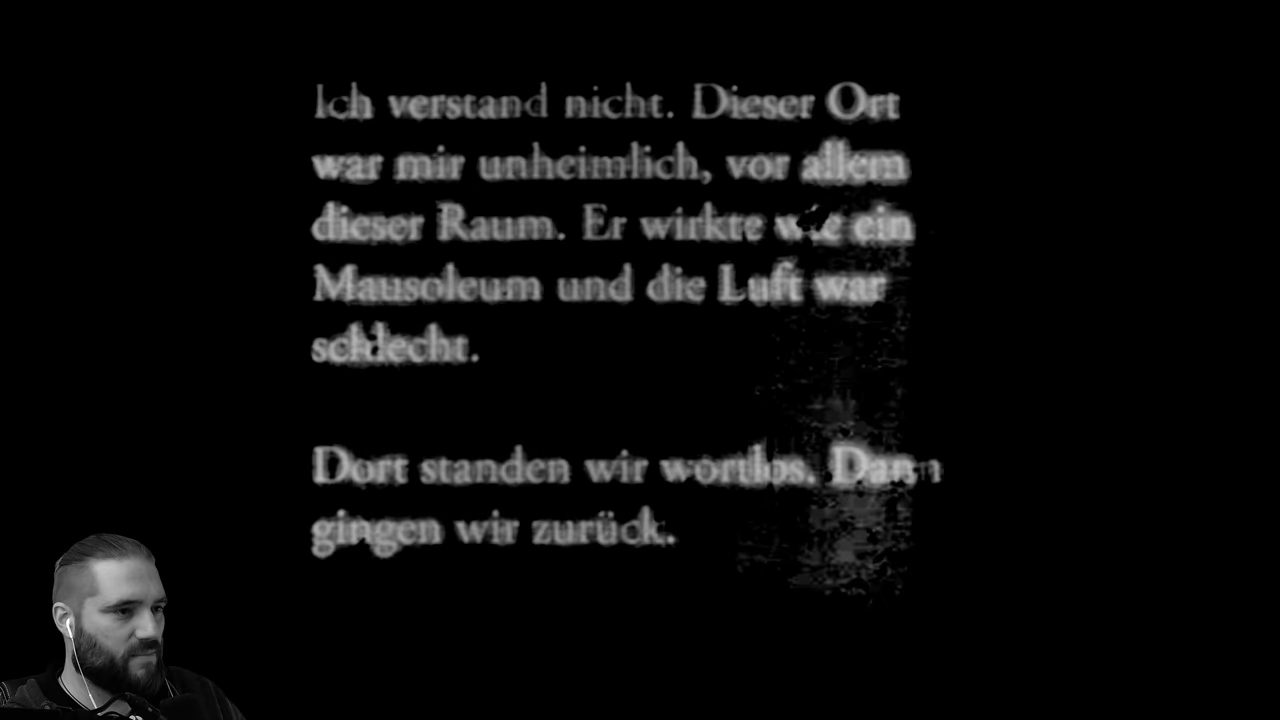 Ich verstand nicht. Dieser Ort
war mir unheimlich, vor allem
dieser Raum. Er wirkte wie ein
Mausoleum und die Luft war
schlecht.
Dort standen wir wortlos. Dann
gingen wir zurück.